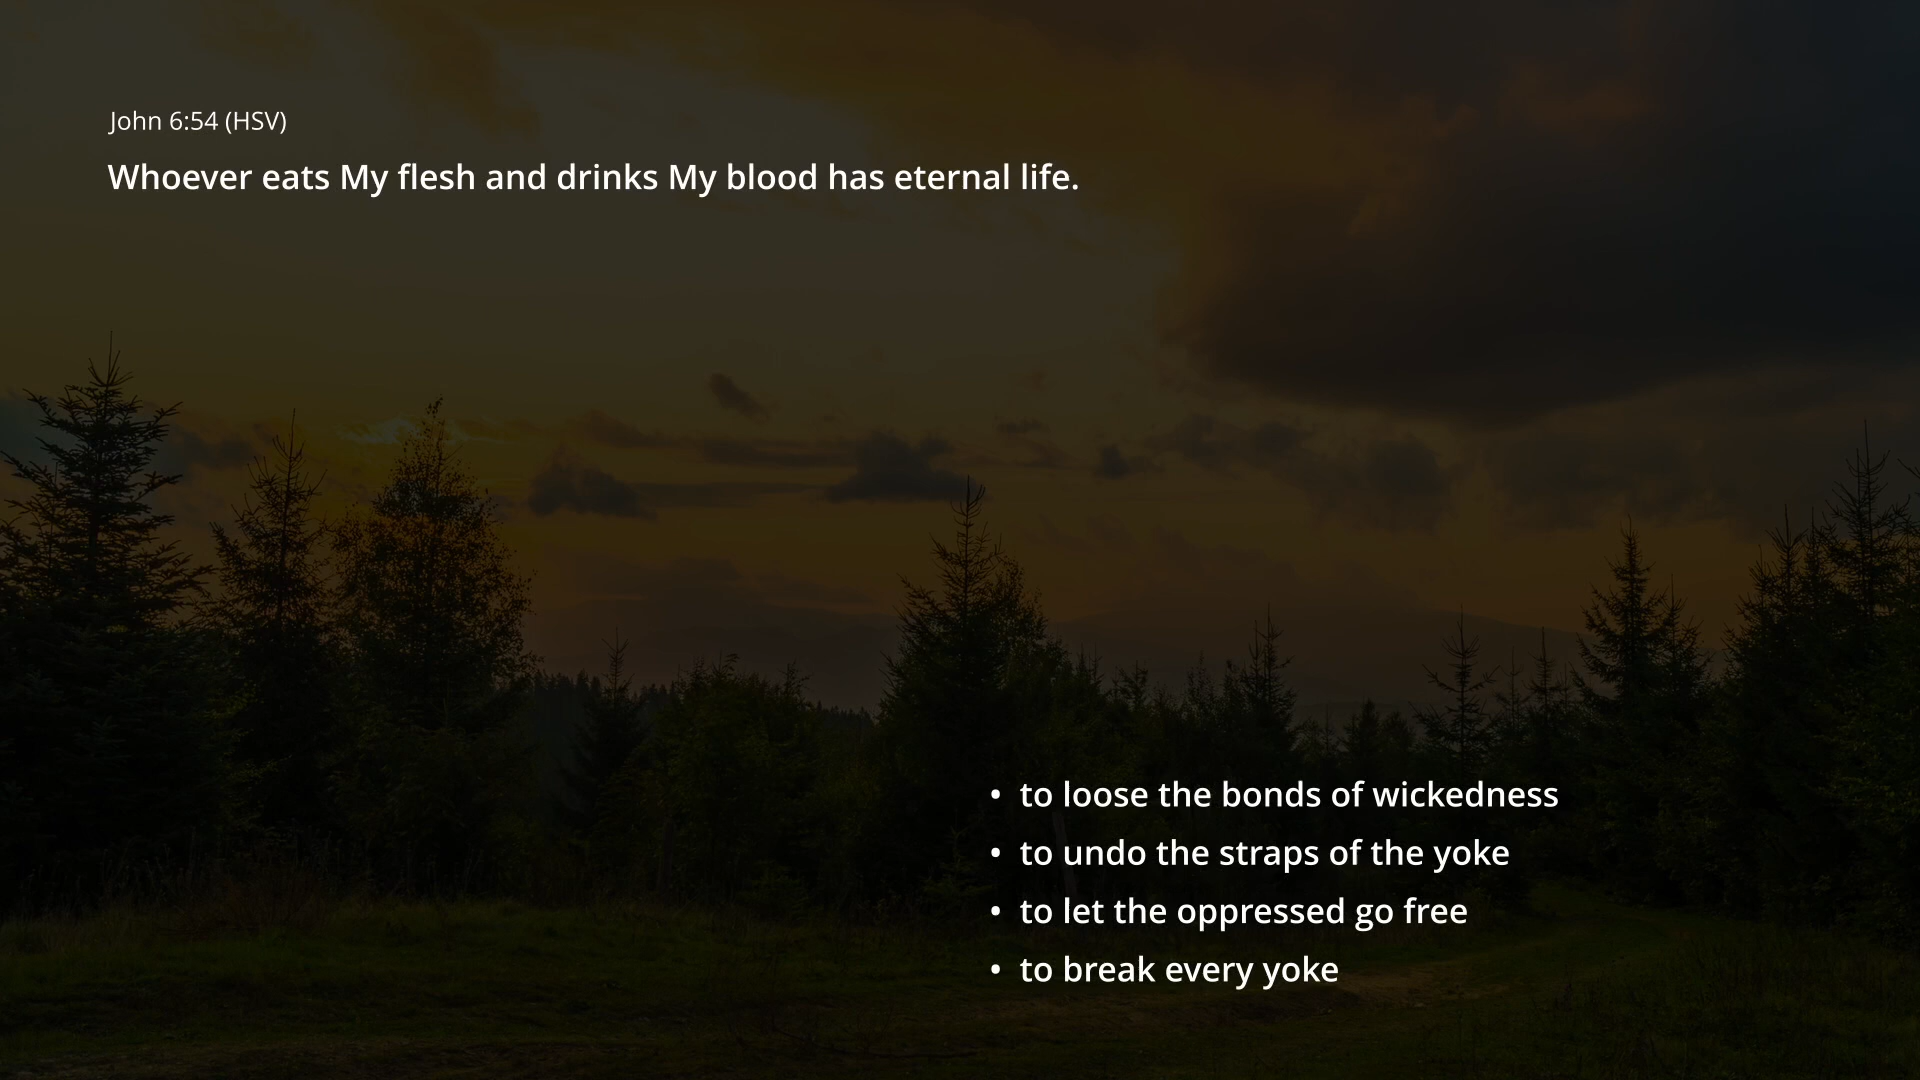 John 6:54 (HSV)
Whoever eats My flesh and drinks My blood has eternal life.
• to loose the bonds of wickedness
• to undo the straps of the yoke
• to let the oppressed go free
• to break every yoke